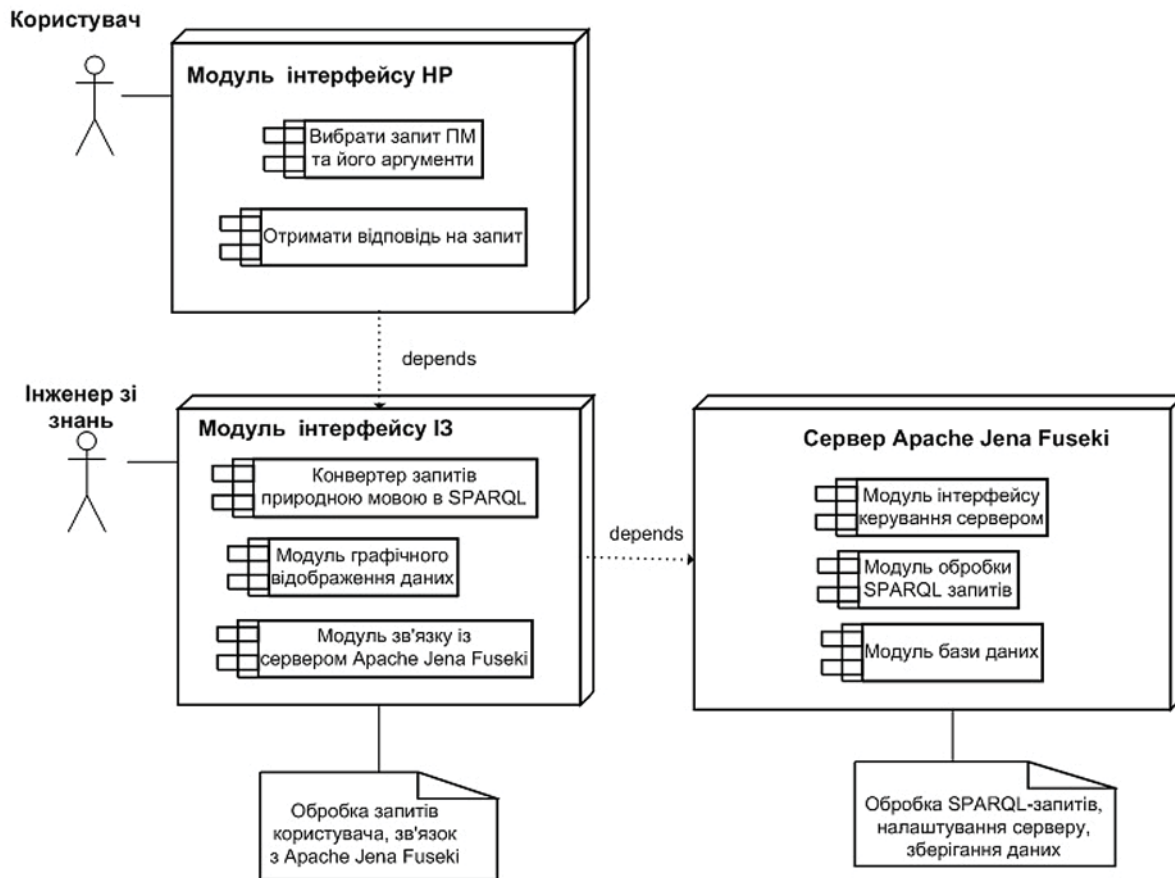 Користувач
Модуль інтерфейсу НР
Вибрати запит ПМ
та його аргументи
Отримати відповідь на запит
depends
Інженер зі
знань
Модуль інтерфейсу ІЗ
Конвертер запитів
природною мовою в SPARQL
Модуль графічного
відображення даних
Модуль зв'язку із
сервером Apache Jena Fuseki
depends
Сервер Apache Jena Fuseki
Модуль інтерфейсу
керування сервером
Модуль обробки
SPARQL запитів
Модуль бази даних
Обробка запитів
користувача, зв'язок
з Apache Jena Fuseki
Обробка SPARQL-запитів,
налаштування серверу,
зберігання даних